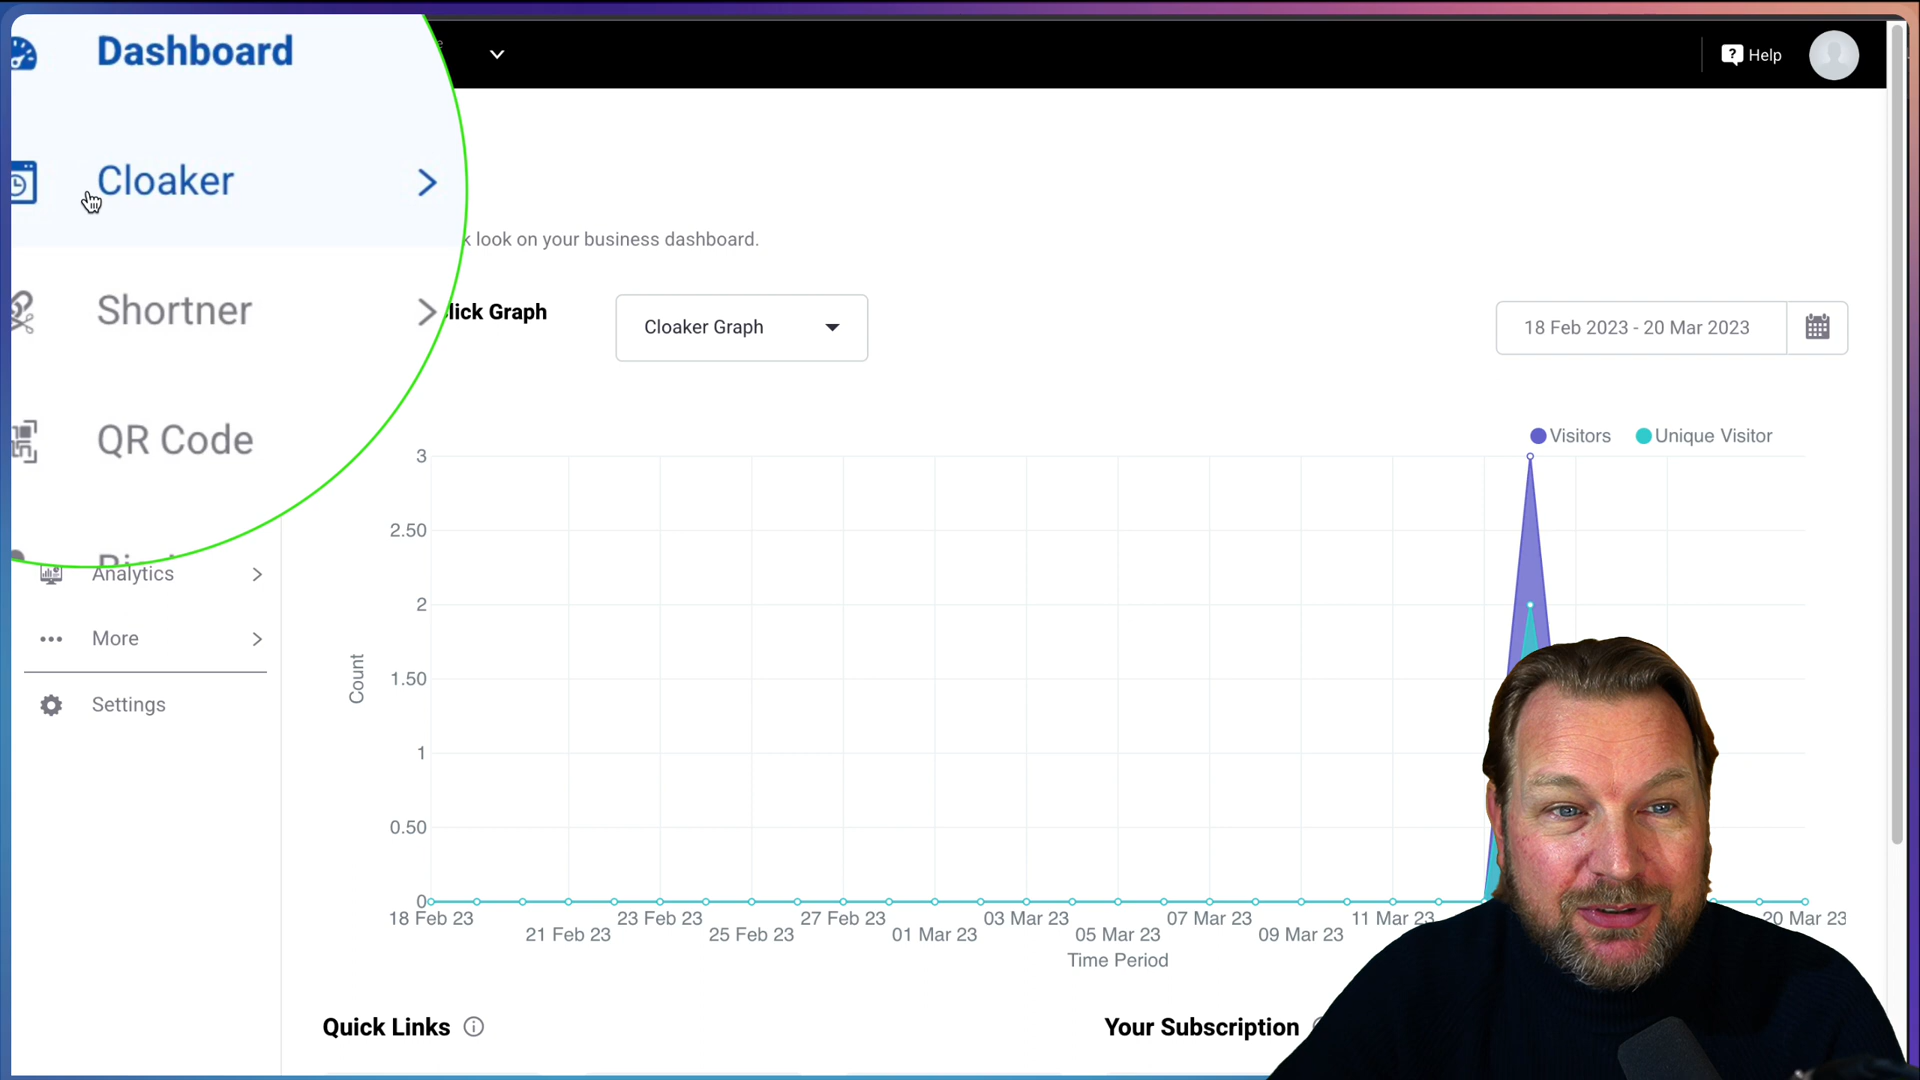 Dashboard
Cloaker
Shortner
QR Code
Analytics
More
Settings
Help
k look on your business dashboard.
lick Graph
Cloaker Graph
18 Feb 2023 - 20 Mar 2023
Visitors
Unique Visitor
3
2.50
2
1.50
1
0.50
0
Count
18 Feb 23
21 Feb 23
23 Feb 23
25 Feb 23
27 Feb 23
01 Mar 23
03 Mar 23
05 Mar 23
07 Mar 23
09 Mar 23
11 Mar 23
20 Mar 23
Time Period
Quick Links
Your Subscription